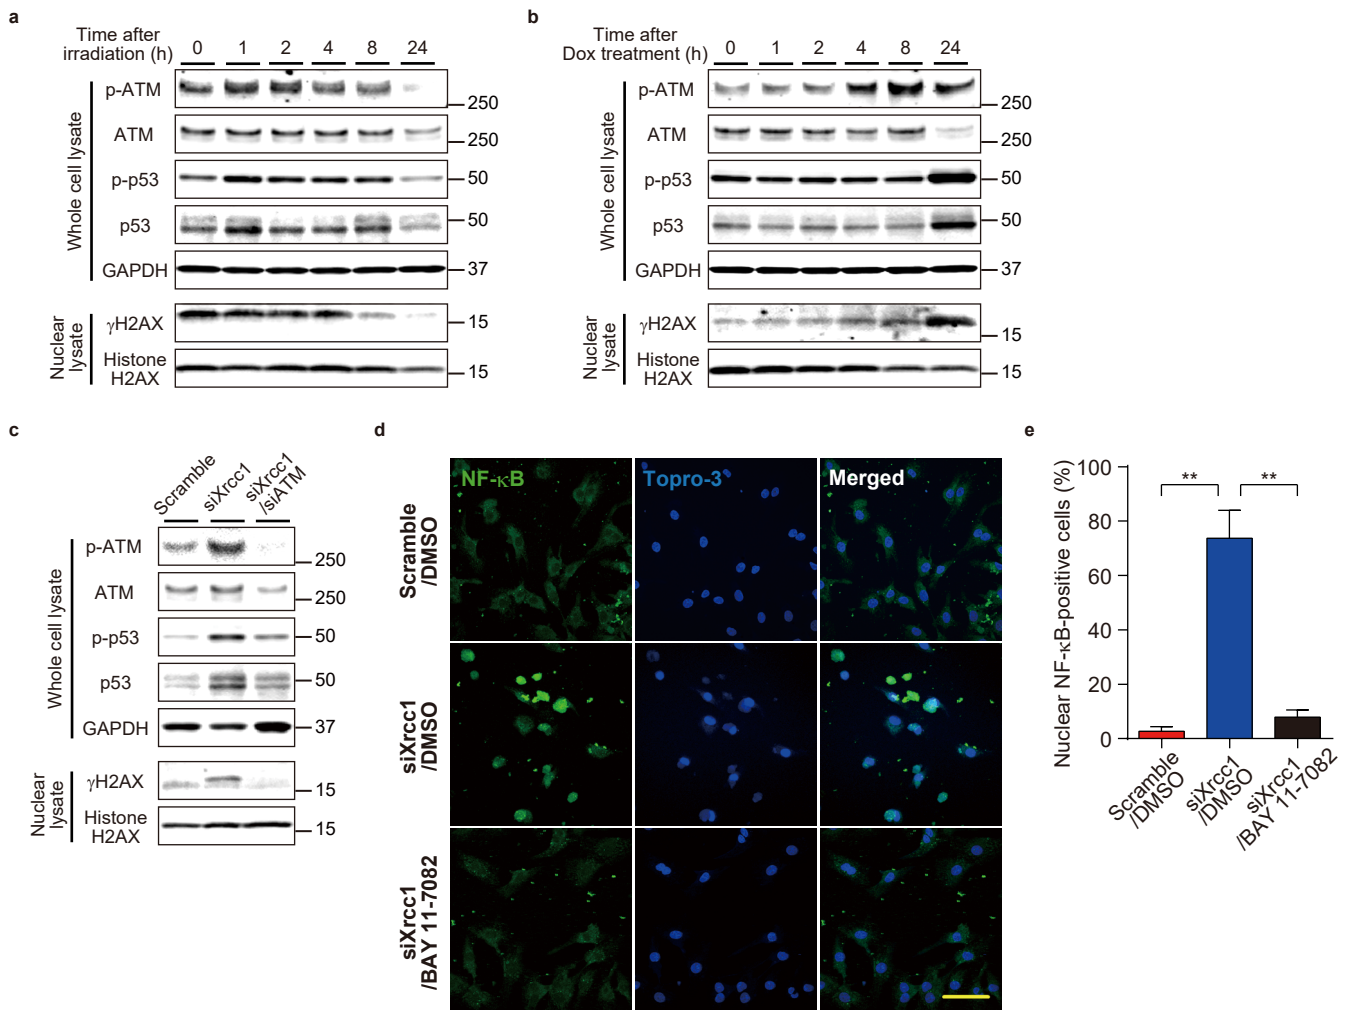 a
Time after
irradiation (h)
0 1 2 4 8 24
Whole cell lysate
p-ATM
250
ATM
250
p-p53
50
p53
50
GAPDH
37
Nuclear
lysate
γH2AX
15
Histone
H2AX
15
b
Time after
Dox treatment (h)
0 1 2 4 8 24
Whole cell lysate
p-ATM
250
ATM
250
p-p53
50
p53
50
GAPDH
37
Nuclear
lysate
γH2AX
15
Histone
H2AX
15
c
Scramble
siXrcc1
siXrcc1
/siATM
Whole cell lysate
p-ATM
250
ATM
250
p-p53
50
p53
50
GAPDH
37
Nuclear
lysate
γH2AX
15
Histone
H2AX
15
d
NF-κB
Topro-3
Merged
Scramble
/DMSO
siXrcc1
/DMSO
siXrcc1
/BAY 11-7082
e
Nuclear NF-κB-positive cells (%)
100
80
60
40
20
0
**
**
Scramble
/DMSO
siXrcc1
/DMSO
siXrcc1
/BAY 11-7082